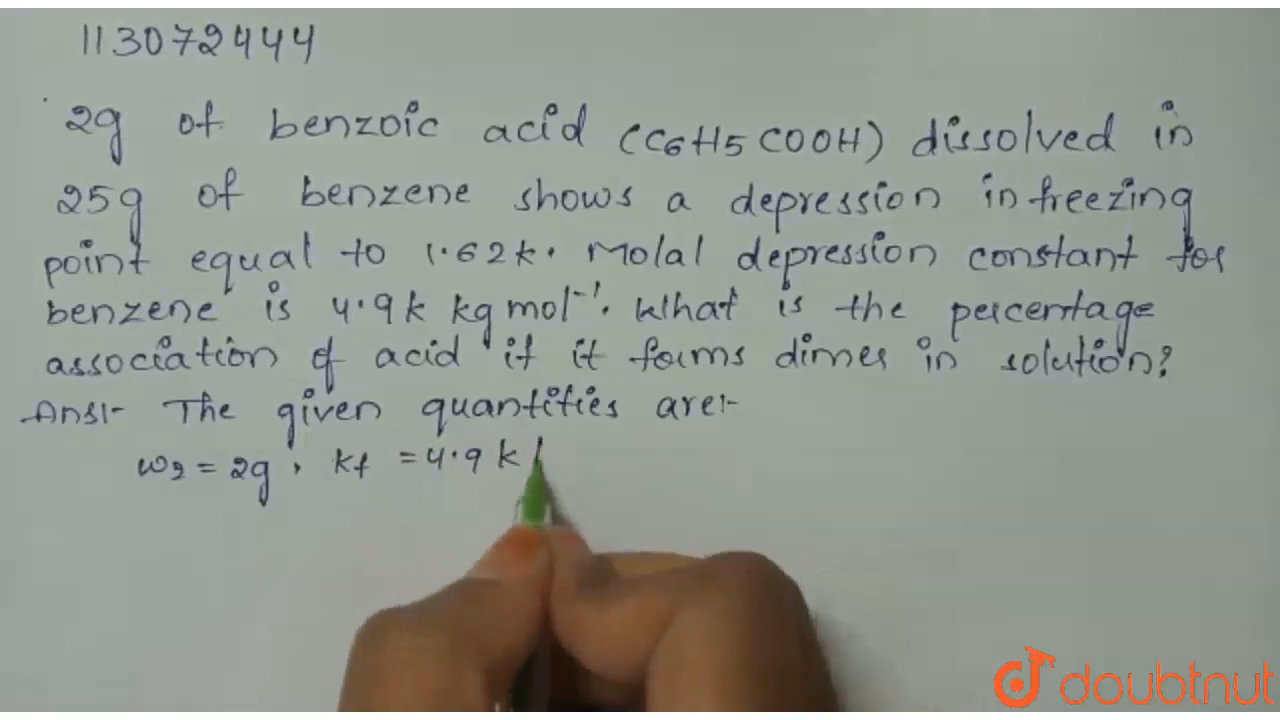 113072444
2g of benzoic acid (C6H5COOH) dissolved in
25g of benzene shows a depression in freezing
point equal to 1.62k. Molal depression constant for
benzene is 4.9k kg mol⁻¹. What is the percentage
association of acid if it forms dimer in solution?
Ans:- The given quantities are:-
w2 = 2g, kf = 4.9 k
doubtnut